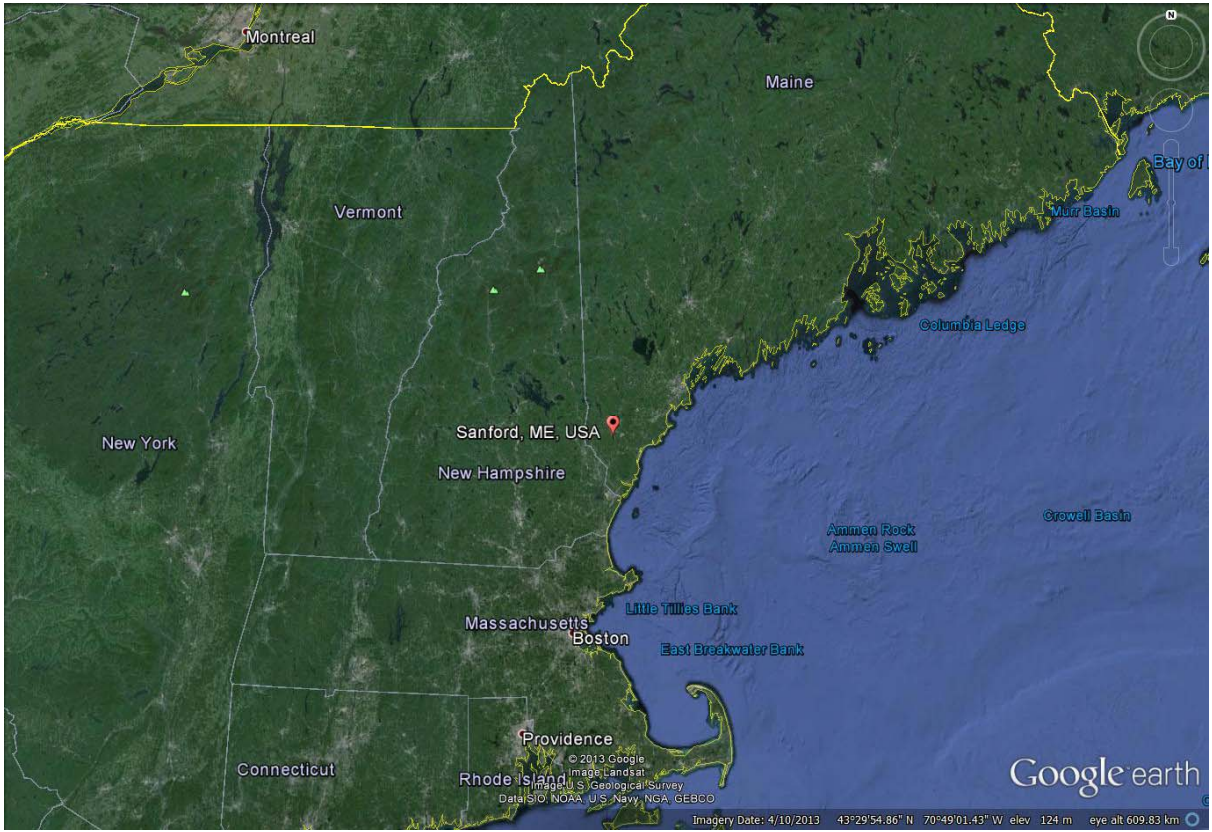 N
Montreal
Maine
Bay of
Vermont
Murr Basin
Columbia Ledge
Sanford, ME, USA
New York
New Hampshire
Crowell Basin
Ammen Rock
Ammen Swell
Little Tillies Bank
Massachusetts
Boston
East Breakwater Bank
Providence
© 2013 Google
Connecticut
Image Landsat
Rhode Island
Image U.S. Geological Survey
Data SIO, NOAA, U.S. Navy, NGA, GEBCO
Google earth
Imagery Date: 4/10/2013 43°29'54.86" N 70°49'01.43" W elev 124 m eye alt 609.83 km